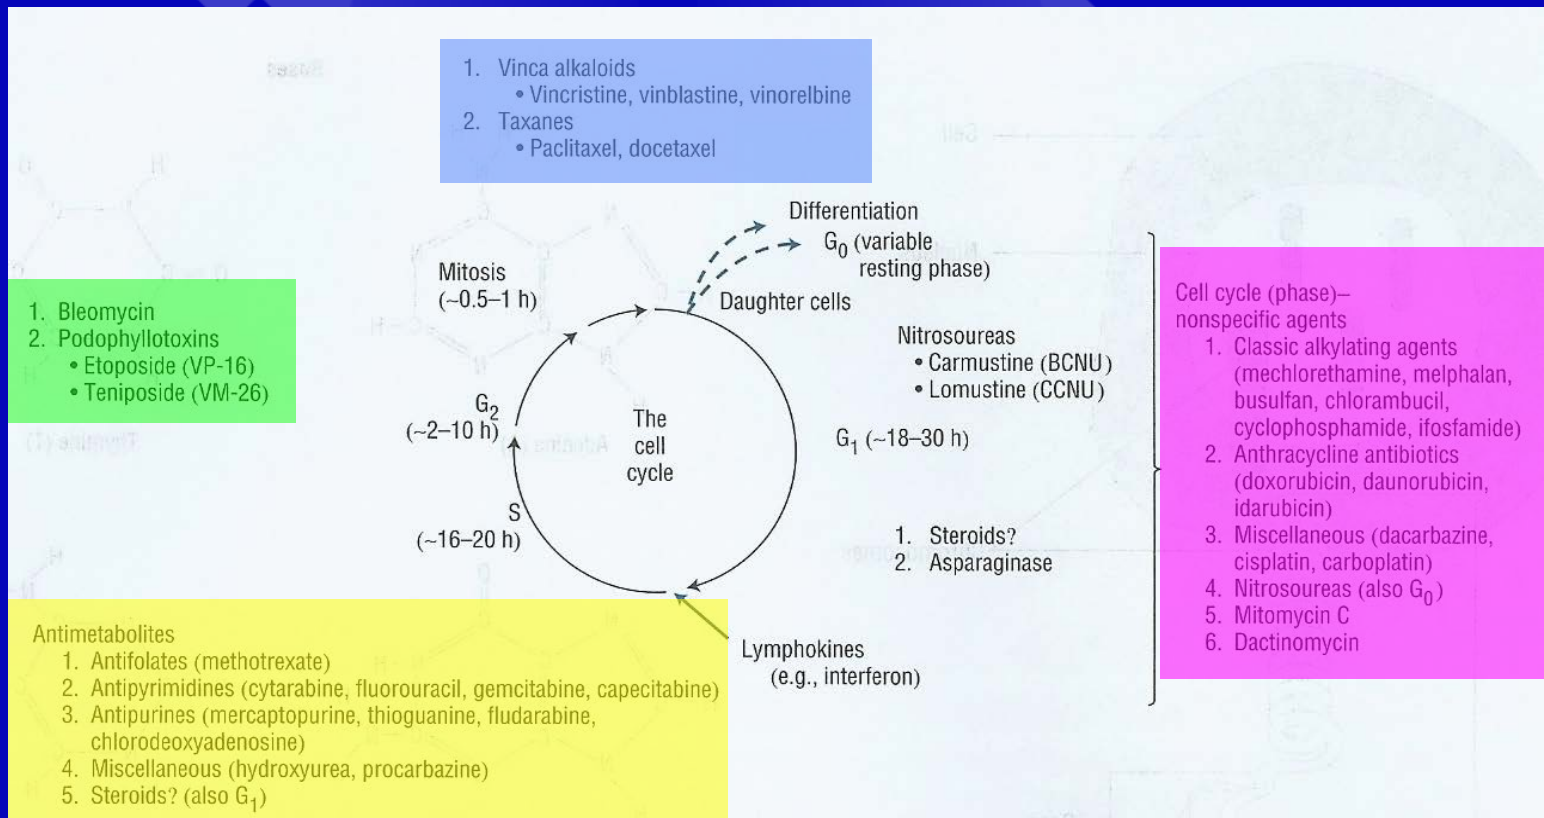 1. Vinca alkaloids
• Vincristine, vinblastine, vinorelbine
2. Taxanes
• Paclitaxel, docetaxel
Differentiation
G0 (variable
resting phase)
Mitosis
(~0.5–1 h)
Daughter cells
1. Bleomycin
2. Podophyllotoxins
• Etoposide (VP-16)
• Teniposide (VM-26)
Nitrosoureas
• Carmustine (BCNU)
• Lomustine (CCNU)
G2
(~2–10 h)
The
cell
cycle
G1 (~18–30 h)
S
(~16–20 h)
1. Steroids?
2. Asparaginase
Lymphokines
(e.g., interferon)
Cell cycle (phase)–
nonspecific agents
1. Classic alkylating agents
(mechlorethamine, melphalan,
busulfan, chlorambucil,
cyclophosphamide, ifosfamide)
2. Anthracycline antibiotics
(doxorubicin, daunorubicin,
idarubicin)
3. Miscellaneous (dacarbazine,
cisplatin, carboplatin)
4. Nitrosoureas (also G0)
5. Mitomycin C
6. Dactinomycin
Antimetabolites
1. Antifolates (methotrexate)
2. Antipyrimidines (cytarabine, fluorouracil, gemcitabine, capecitabine)
3. Antipurines (mercaptopurine, thioguanine, fludarabine,
chlorodeoxyadenosine)
4. Miscellaneous (hydroxyurea, procarbazine)
5. Steroids? (also G1)